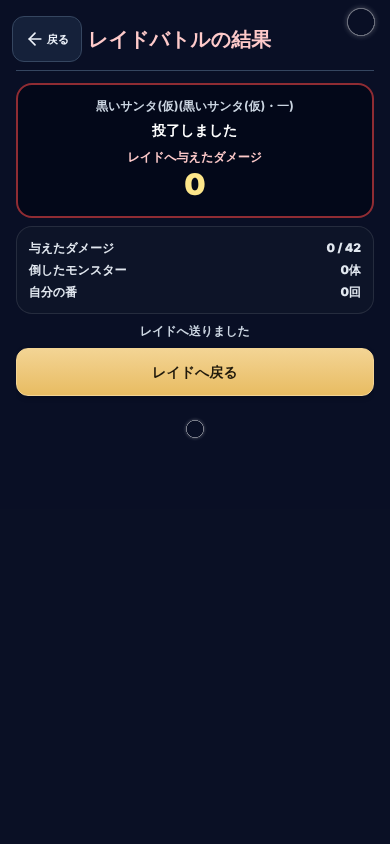 戻る
レイドバトルの結果
黒いサンタ(仮)(黒いサンタ(仮)・一)
投了しました
レイドへ与えたダメージ
0
与えたダメージ 0 / 42
倒したモンスター 0体
自分の番 0回
レイドへ送りました
レイドへ戻る